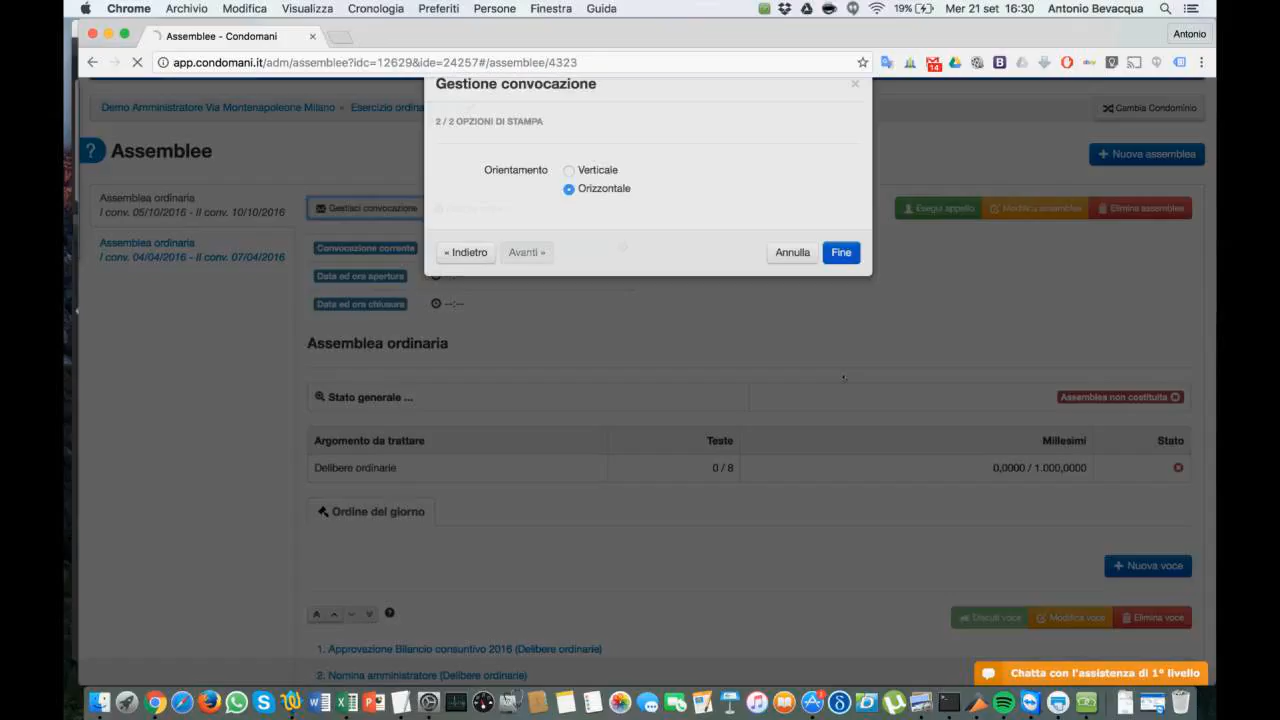 Chrome Archivio Modifica Visualizza Cronologia Preferiti Persone Finestra Guida 19% Mer 21 set 16:30 Antonio Bevacqua
Assemblee - Condomani
Antonio
app.condomani.it/adm/assemblee?idc=12629&ide=24257#/assemblee/4323
14
Gestione convocazione
2 / 2 OPZIONI DI STAMPA
Orientamento
Verticale
Orizzontale
« Indietro
Avanti »
Annulla
Fine
Demo Amministratore Via Montenapoleone Milano »
Cambia Condominio
? Assemblee
+ Nuova assemblea
Assemblea ordinaria
I conv. 05/10/2016 - II conv. 10/10/2016
Assemblea ordinaria
I conv. 04/04/2016 - II conv. 07/04/2016
Gestisci convocazione
Esegui appello
Modifica assemblea
Elimina assemblea
Convocazione corrente
Data ed ora apertura
Data ed ora chiusura
--:--
Assemblea ordinaria
Stato generale ...
Assemblea non costituita
Argomento da trattare Teste Millesimi Stato
Delibere ordinarie 0 / 8 0,0000 / 1.000,0000
Ordine del giorno
+ Nuova voce
Discuti voce
Modifica voce
Elimina voce
1. Approvazione Bilancio consuntivo 2016 (Delibere ordinarie)
2. Nomina amministratore (Delibere ordinarie)
Chatta con l'assistenza di 1° livello